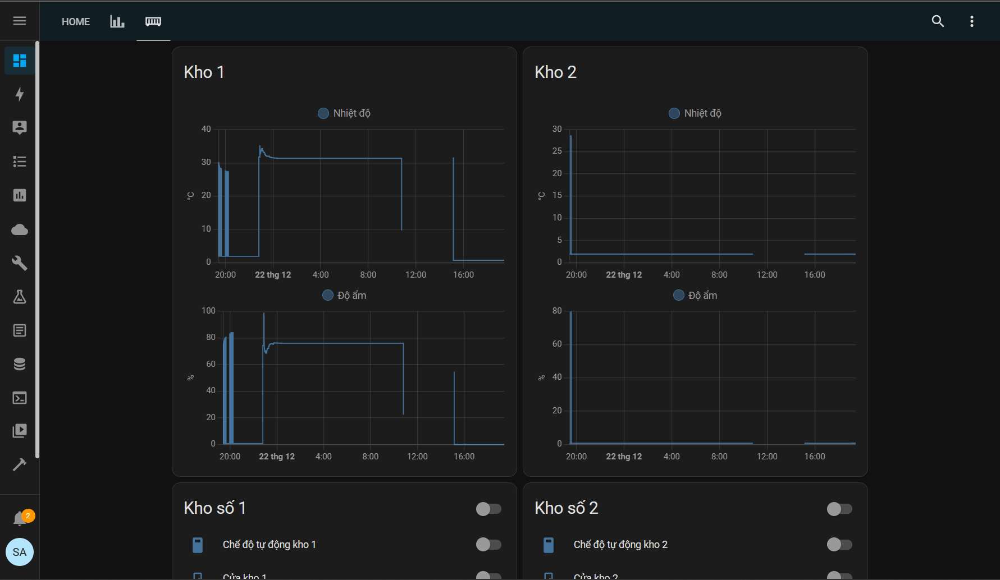 HOME
Kho 1
Nhiệt độ
40
30
20
10
0
°C
20:00 22 thg 12 4:00 8:00 12:00 16:00
Độ ẩm
100
80
60
40
20
0
%
20:00 22 thg 12 4:00 8:00 12:00 16:00
Kho 2
Nhiệt độ
30
25
20
15
10
5
0
°C
20:00 22 thg 12 4:00 8:00 12:00 16:00
Độ ẩm
80
60
40
20
0
%
20:00 22 thg 12 4:00 8:00 12:00 16:00
Kho số 1
Chế độ tự động kho 1
Cửa kho 1
Kho số 2
Chế độ tự động kho 2
Cửa kho 2
2
SA